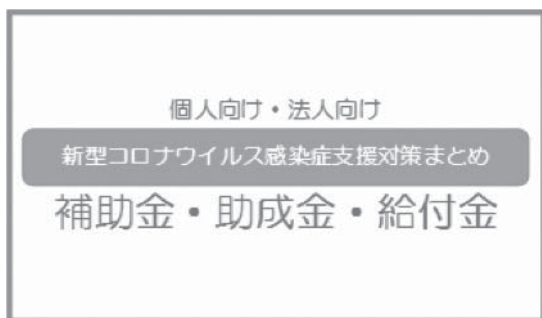 個人向け・法人向け
新型コロナウイルス感染症支援対策まとめ
補助金・助成金・給付金